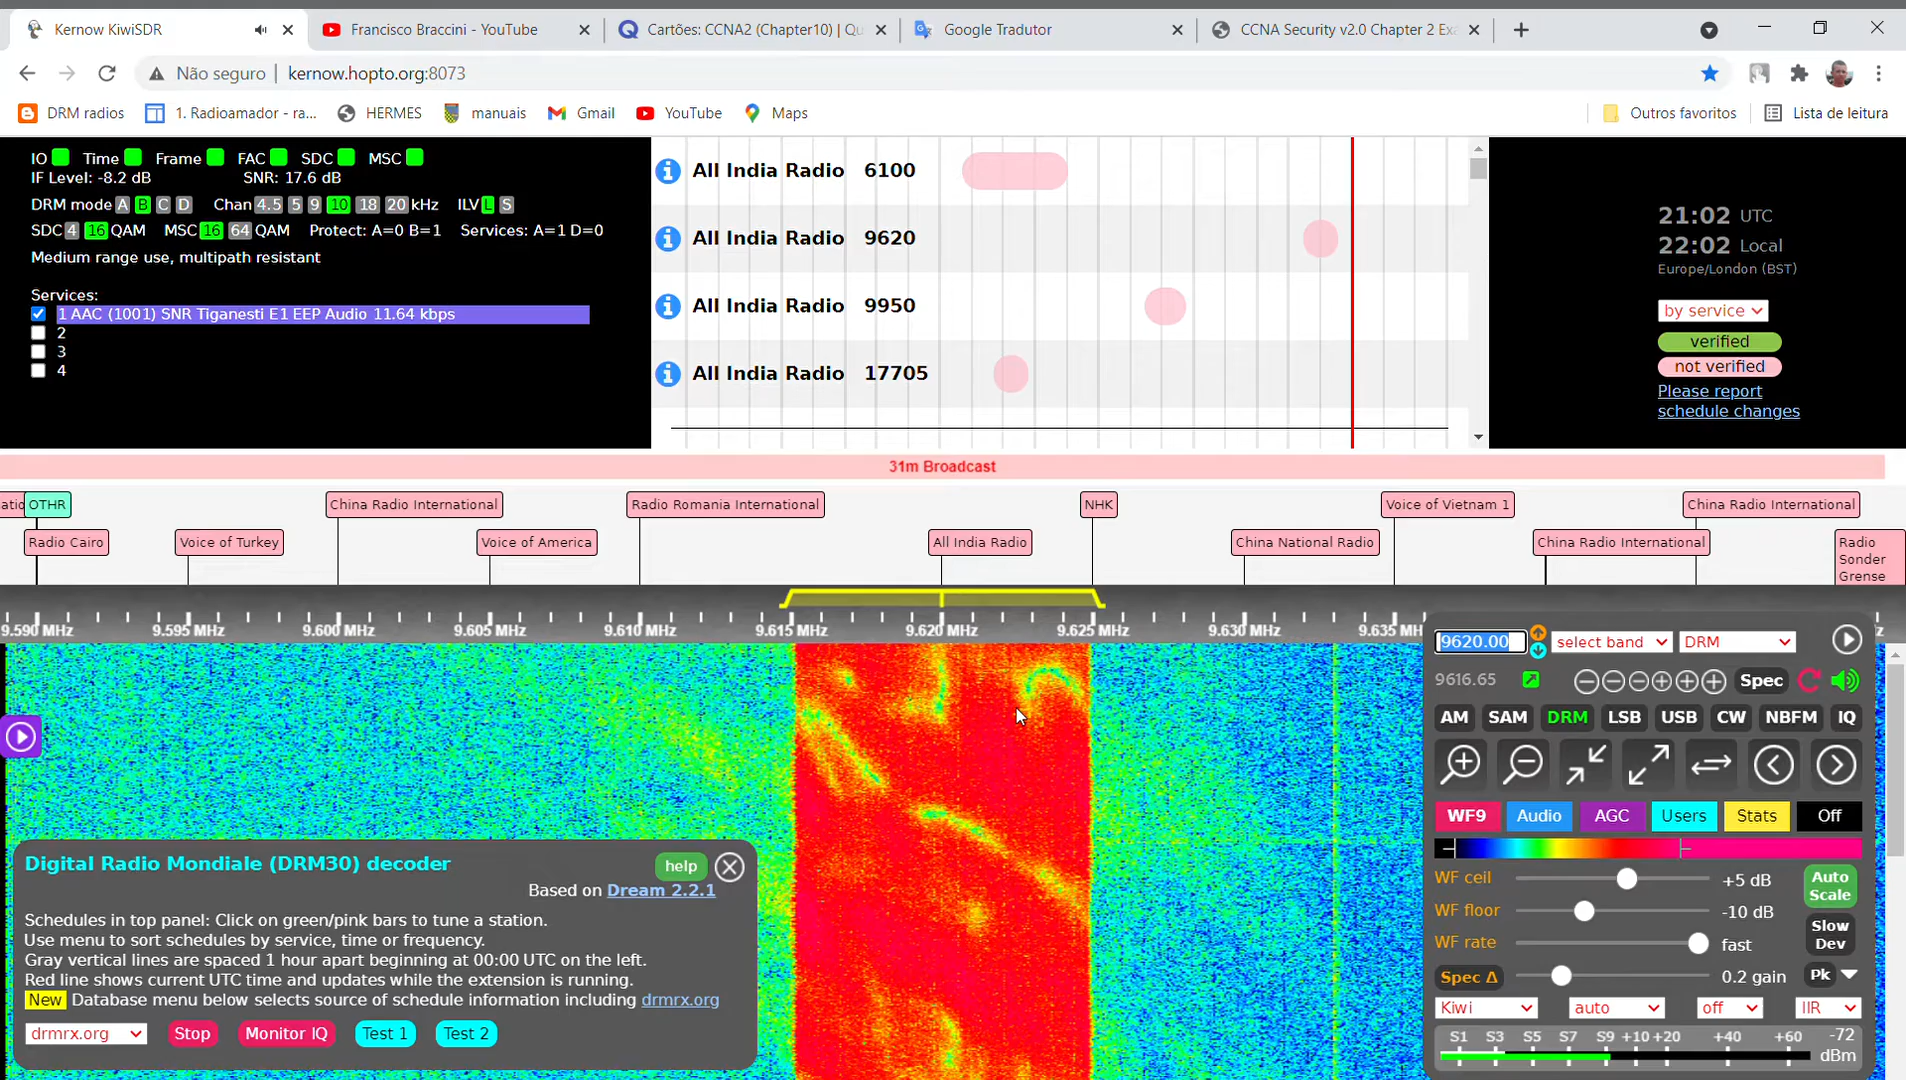 Kernow KiwiSDR
Francisco Braccini - YouTube
Cartões: CCNA2 (Chapter10) | Qu
Google Tradutor
CCNA Security v2.0 Chapter 2 Exa
Não seguro
kernow.hopto.org:8073
DRM radios
1. Radioamador - ra...
HERMES
manuais
Gmail
YouTube
Maps
Outros favoritos
Lista de leitura
IO Time Frame FAC SDC MSC
IF Level: -8.2 dB SNR: 17.6 dB
DRM mode A B C D Chan 4.5 5 9 10 18 20 kHz ILV L S
SDC 4 16 QAM MSC 16 64 QAM Protect: A=0 B=1 Services: A=1 D=0
Medium range use, multipath resistant
Services:
1 AAC (1001) SNR Tiganesti E1 EEP Audio 11.64 kbps
2
3
4
All India Radio 6100
All India Radio 9620
All India Radio 9950
All India Radio 17705
21:02 UTC
22:02 Local
Europe/London (BST)
by service
verified
not verified
Please report
schedule changes
31m Broadcast
OTHR
China Radio International
Radio Romania International
NHK
Voice of Vietnam 1
China Radio International
Radio Cairo
Voice of Turkey
Voice of America
All India Radio
China National Radio
China Radio International
Radio
Sonder
Grense
9.590 MHz 9.595 MHz 9.600 MHz 9.605 MHz 9.610 MHz 9.615 MHz 9.620 MHz 9.625 MHz 9.630 MHz 9.635 MHz
9620.00 select band DRM
9616.65 Spec
AM SAM DRM LSB USB CW NBFM IQ
WF9 Audio AGC Users Stats Off
WF ceil +5 dB
Auto
Scale
WF floor -10 dB
WF rate fast
Slow
Dev
Spec Δ 0.2 gain Pk
Kiwi auto off IIR
S1 S3 S5 S7 S9 +10 +20 +40 +60 -72
dBm
Digital Radio Mondiale (DRM30) decoder
help
Based on Dream 2.2.1
Schedules in top panel: Click on green/pink bars to tune a station.
Use menu to sort schedules by service, time or frequency.
Gray vertical lines are spaced 1 hour apart beginning at 00:00 UTC on the left.
Red line shows current UTC time and updates while the extension is running.
New Database menu below selects source of schedule information including drmrx.org
drmrx.org Stop Monitor IQ Test 1 Test 2